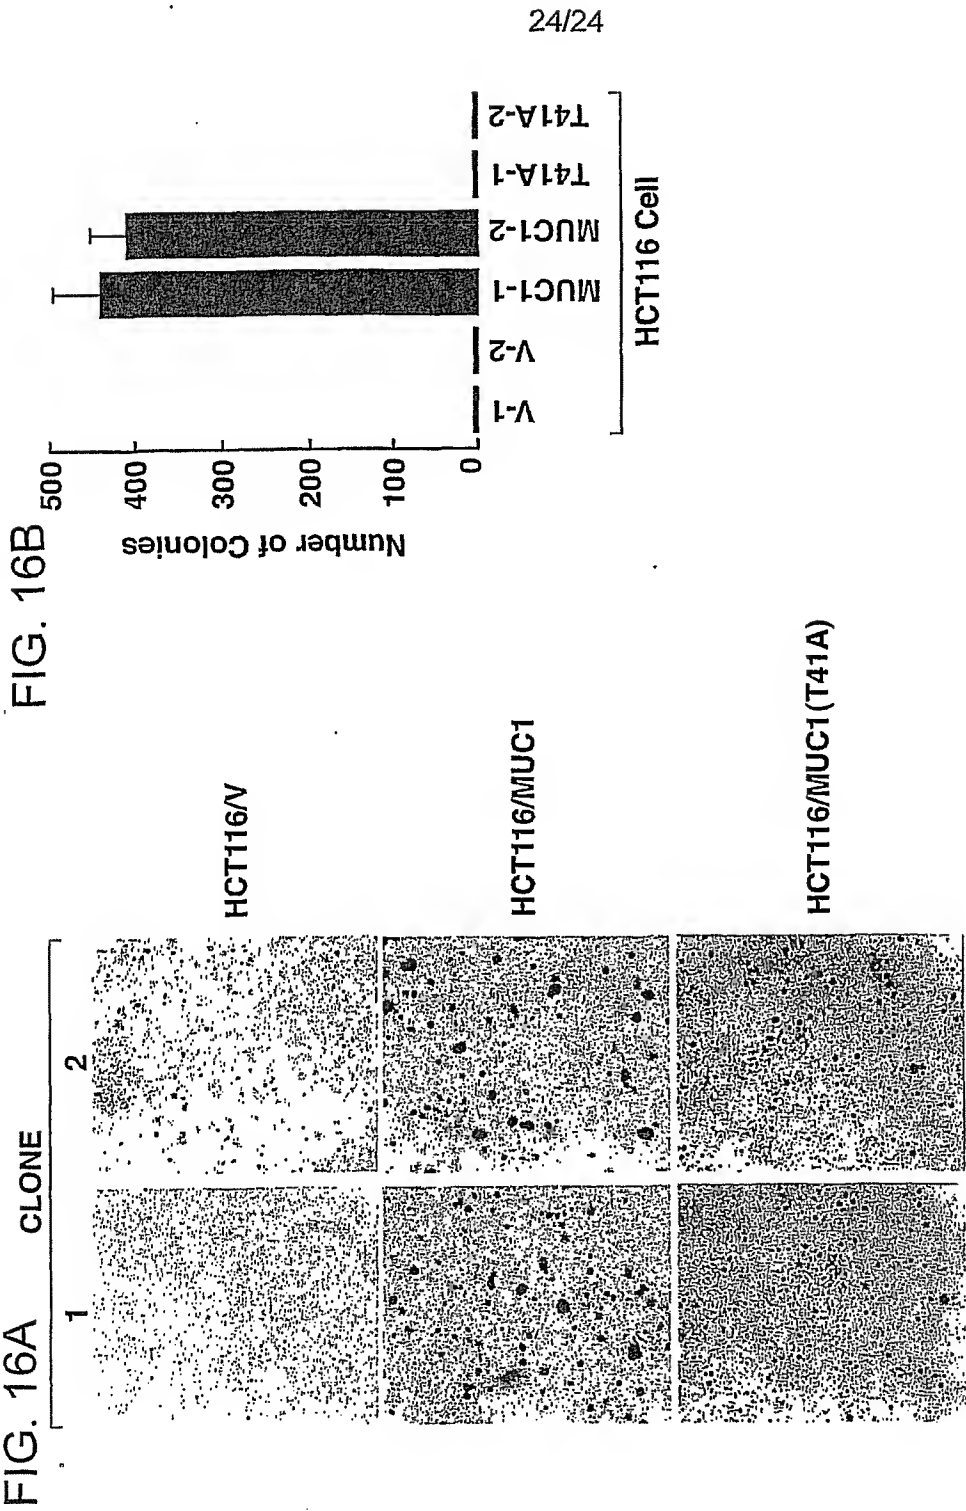 24/24
FIG. 16A
CLONE
1
2
HCT116/V
HCT116/MUC1
HCT116/MUC1(T41A)
FIG. 16B
Number of Colonies
500
400
300
200
100
0
V-1
V-2
MUC1-1
MUC1-2
T41A-1
T41A-2
HCT116 Cell